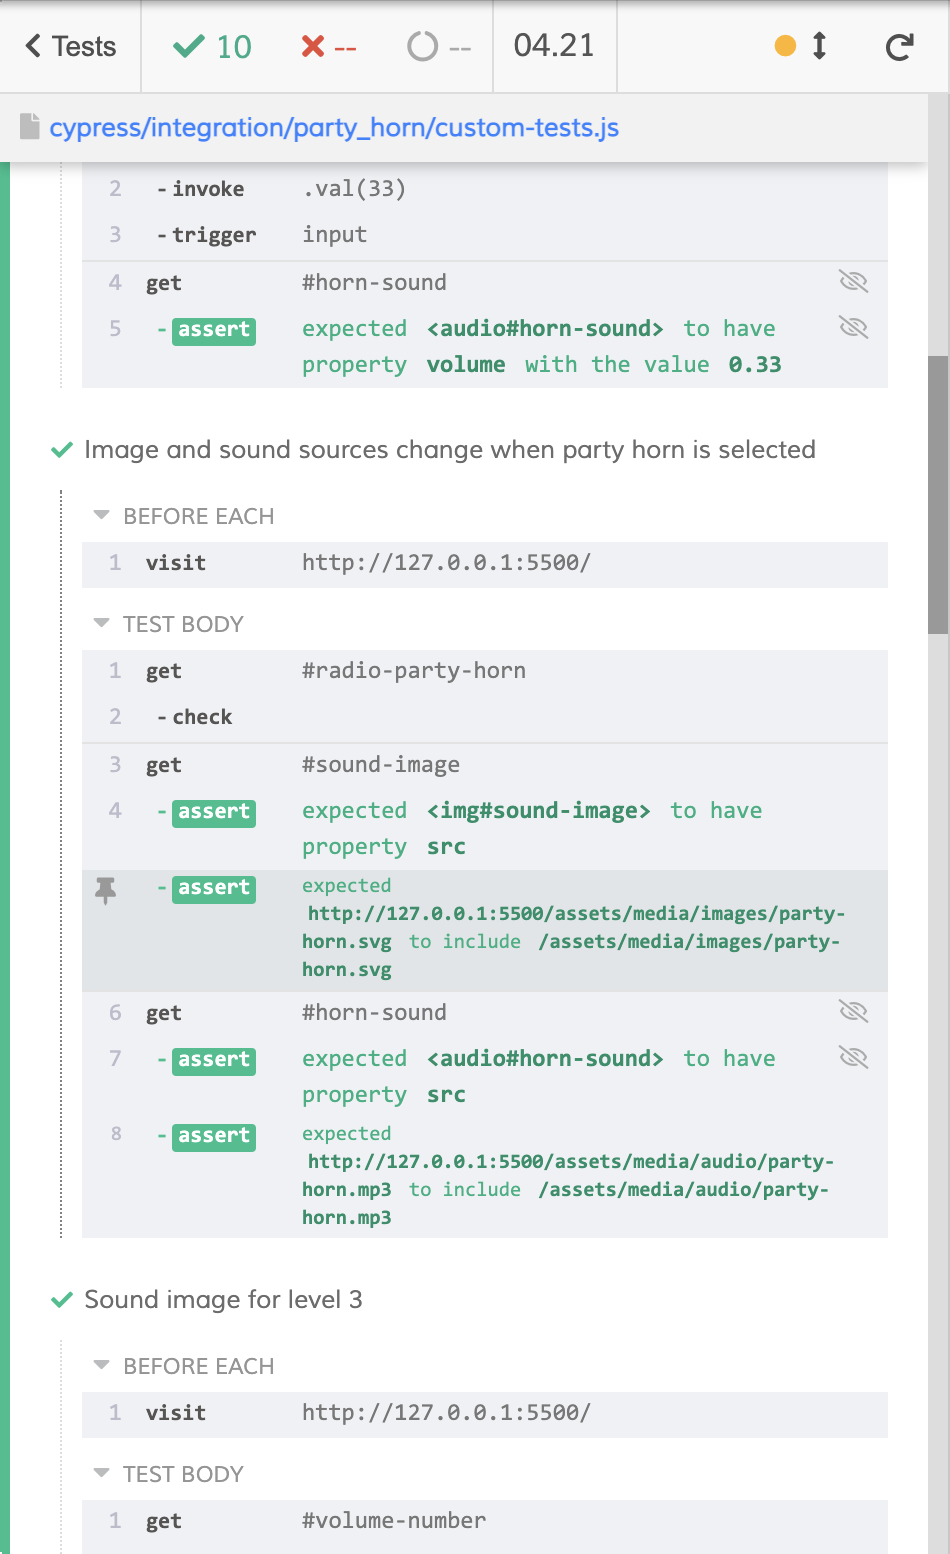 Tests 10 -- -- 04.21
cypress/integration/party_horn/custom-tests.js
2 - invoke .val(33)
3 - trigger input
4 get #horn-sound
5 - assert expected <audio#horn-sound> to have
property volume with the value 0.33
Image and sound sources change when party horn is selected
BEFORE EACH
1 visit http://127.0.0.1:5500/
TEST BODY
1 get #radio-party-horn
2 - check
3 get #sound-image
4 - assert expected <img#sound-image> to have
property src
- assert expected
http://127.0.0.1:5500/assets/media/images/party-
horn.svg to include /assets/media/images/party-
horn.svg
6 get #horn-sound
7 - assert expected <audio#horn-sound> to have
property src
8 - assert expected
http://127.0.0.1:5500/assets/media/audio/party-
horn.mp3 to include /assets/media/audio/party-
horn.mp3
Sound image for level 3
BEFORE EACH
1 visit http://127.0.0.1:5500/
TEST BODY
1 get #volume-number